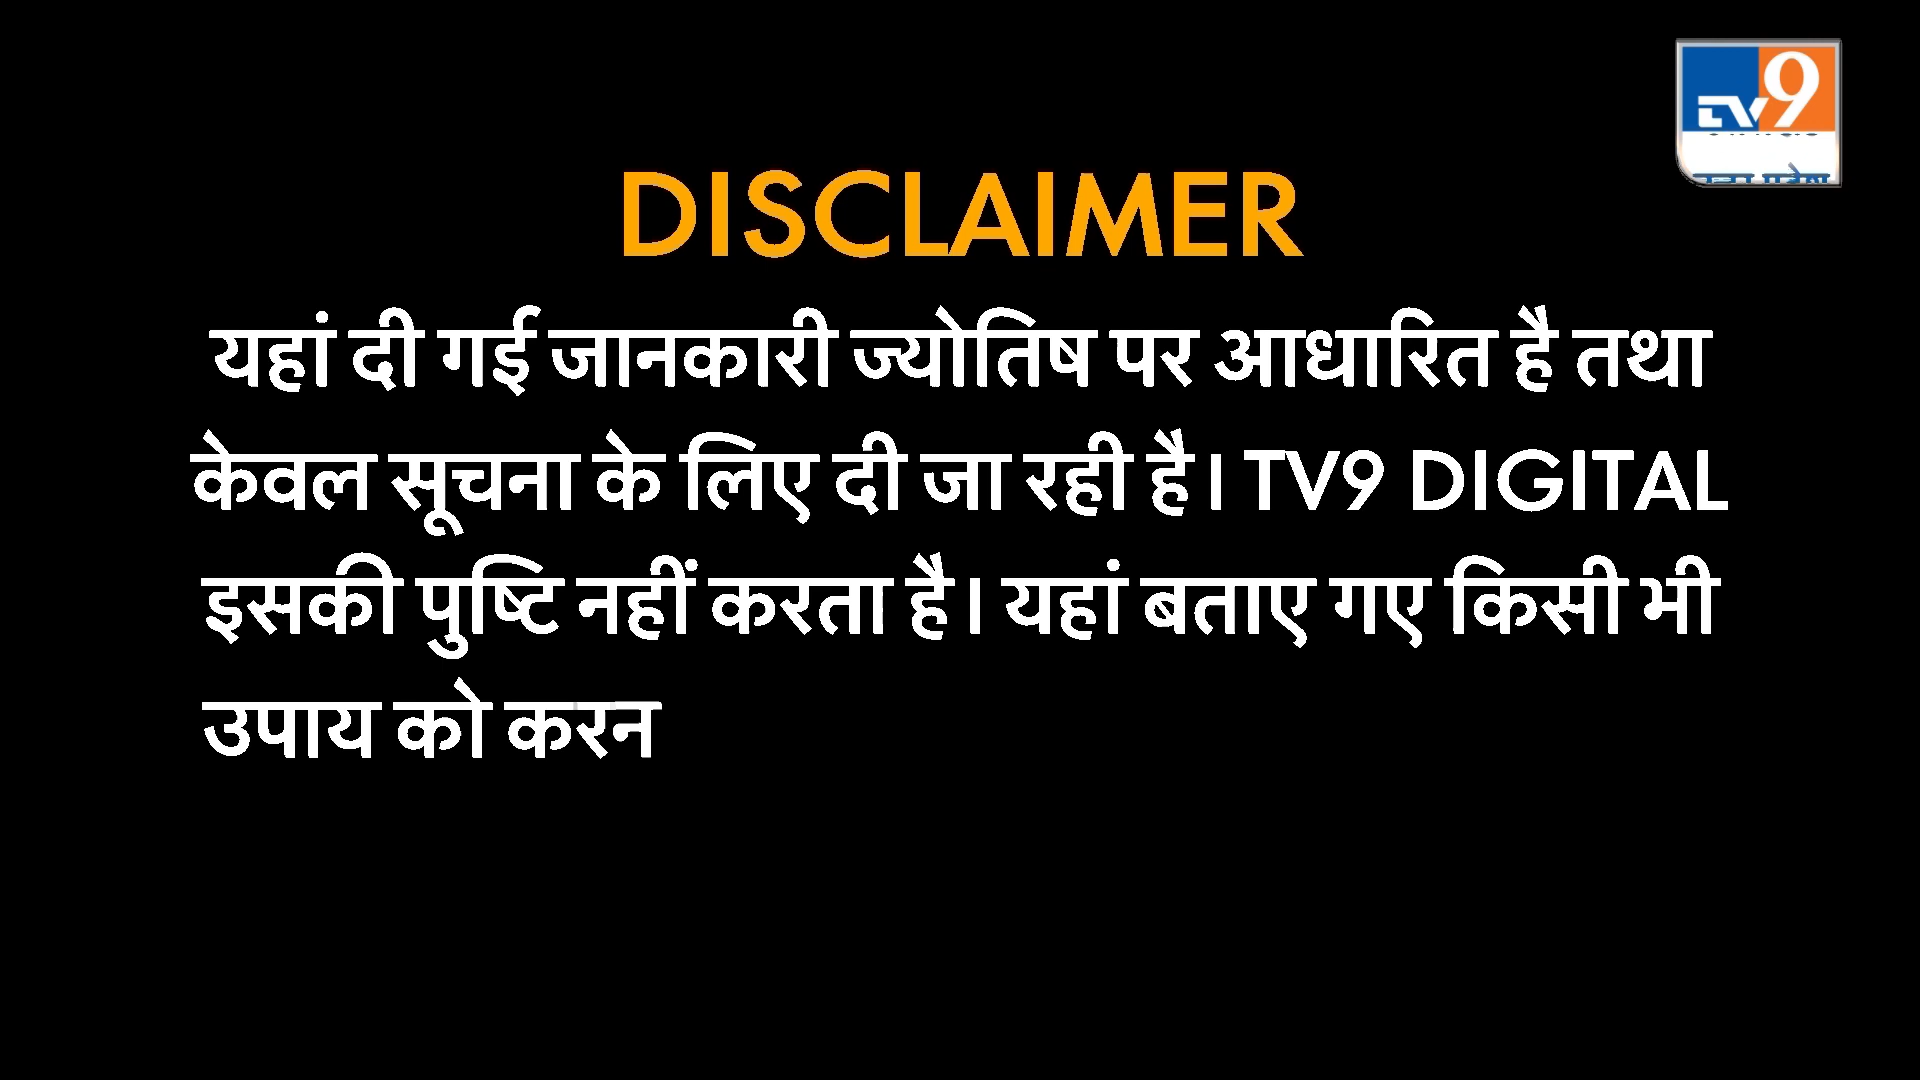 TV9
DISCLAIMER
यहां दी गई जानकारी ज्योतिष पर आधारित है तथा
केवल सूचना के लिए दी जा रही है। TV9 DIGITAL
इसकी पुष्टि नहीं करता है। यहां बताए गए किसी भी
उपाय को करन